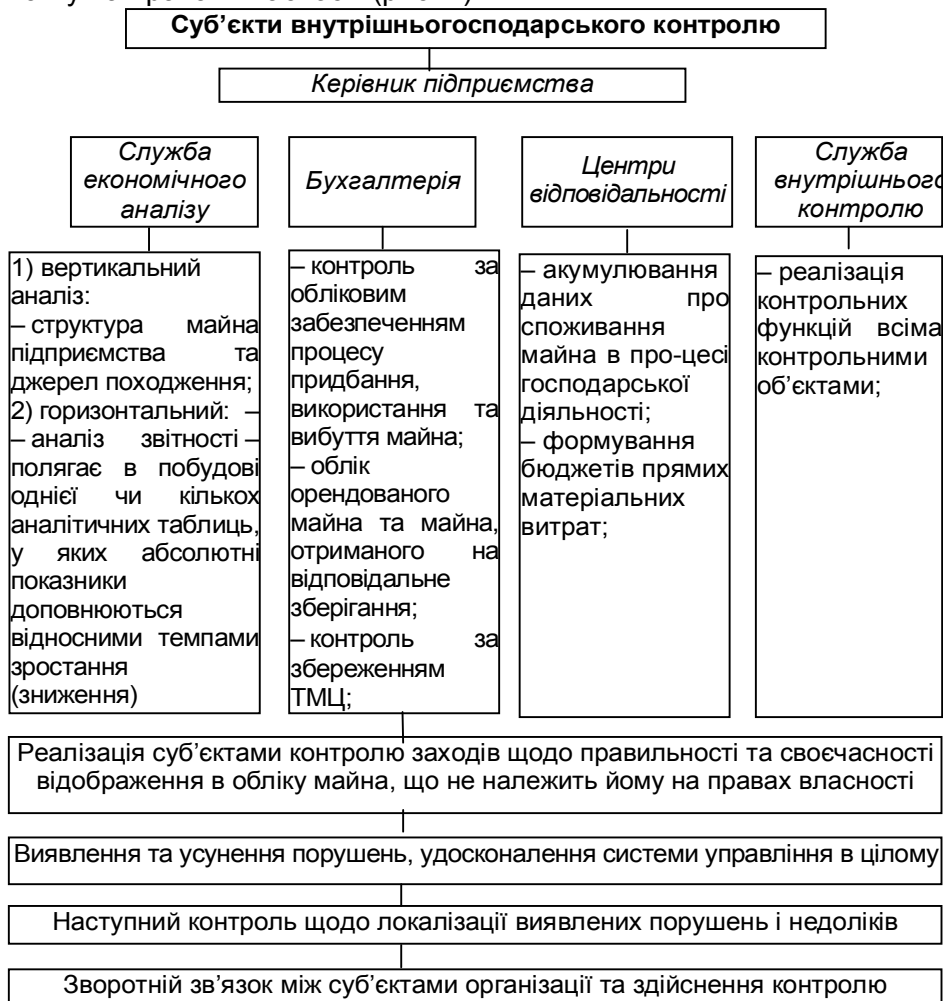 Суб’єкти внутрішньогосподарського контролю
Керівник підприємства
Служба
економічного
аналізу
Бухгалтерія
Центри
відповідальності
Служба
внутрішнього
контролю
1) вертикальний
аналіз:
– структура майна
підприємства та
джерел походження;
2) горизонтальний: –
– аналіз звітності –
полягає в побудові
однієї чи кількох
аналітичних таблиць,
у яких абсолютні
показники
доповнюються
відносними темпами
зростання
(зниження)
– контроль за
обліковим
забезпеченням
процесу
придбання,
використання та
вибуття майна;
– облік
орендованого
майна та майна,
отриманого на
відповідальне
зберігання;
– контроль за
збереженням
ТМЦ;
– акумулювання
даних про
споживання
майна в про-цесі
господарської
діяльності;
– формування
бюджетів прямих
матеріальних
витрат;
– реалізація
контрольних
функцій всіма
контрольними
об’єктами;
Реалізація суб’єктами контролю заходів щодо правильності та своєчасності
відображення в обліку майна, що не належить йому на правах власності
Виявлення та усунення порушень, удосконалення системи управління в цілому
Наступний контроль щодо локалізації виявлених порушень і недоліків
Зворотній зв’язок між суб’єктами організації та здійснення контролю